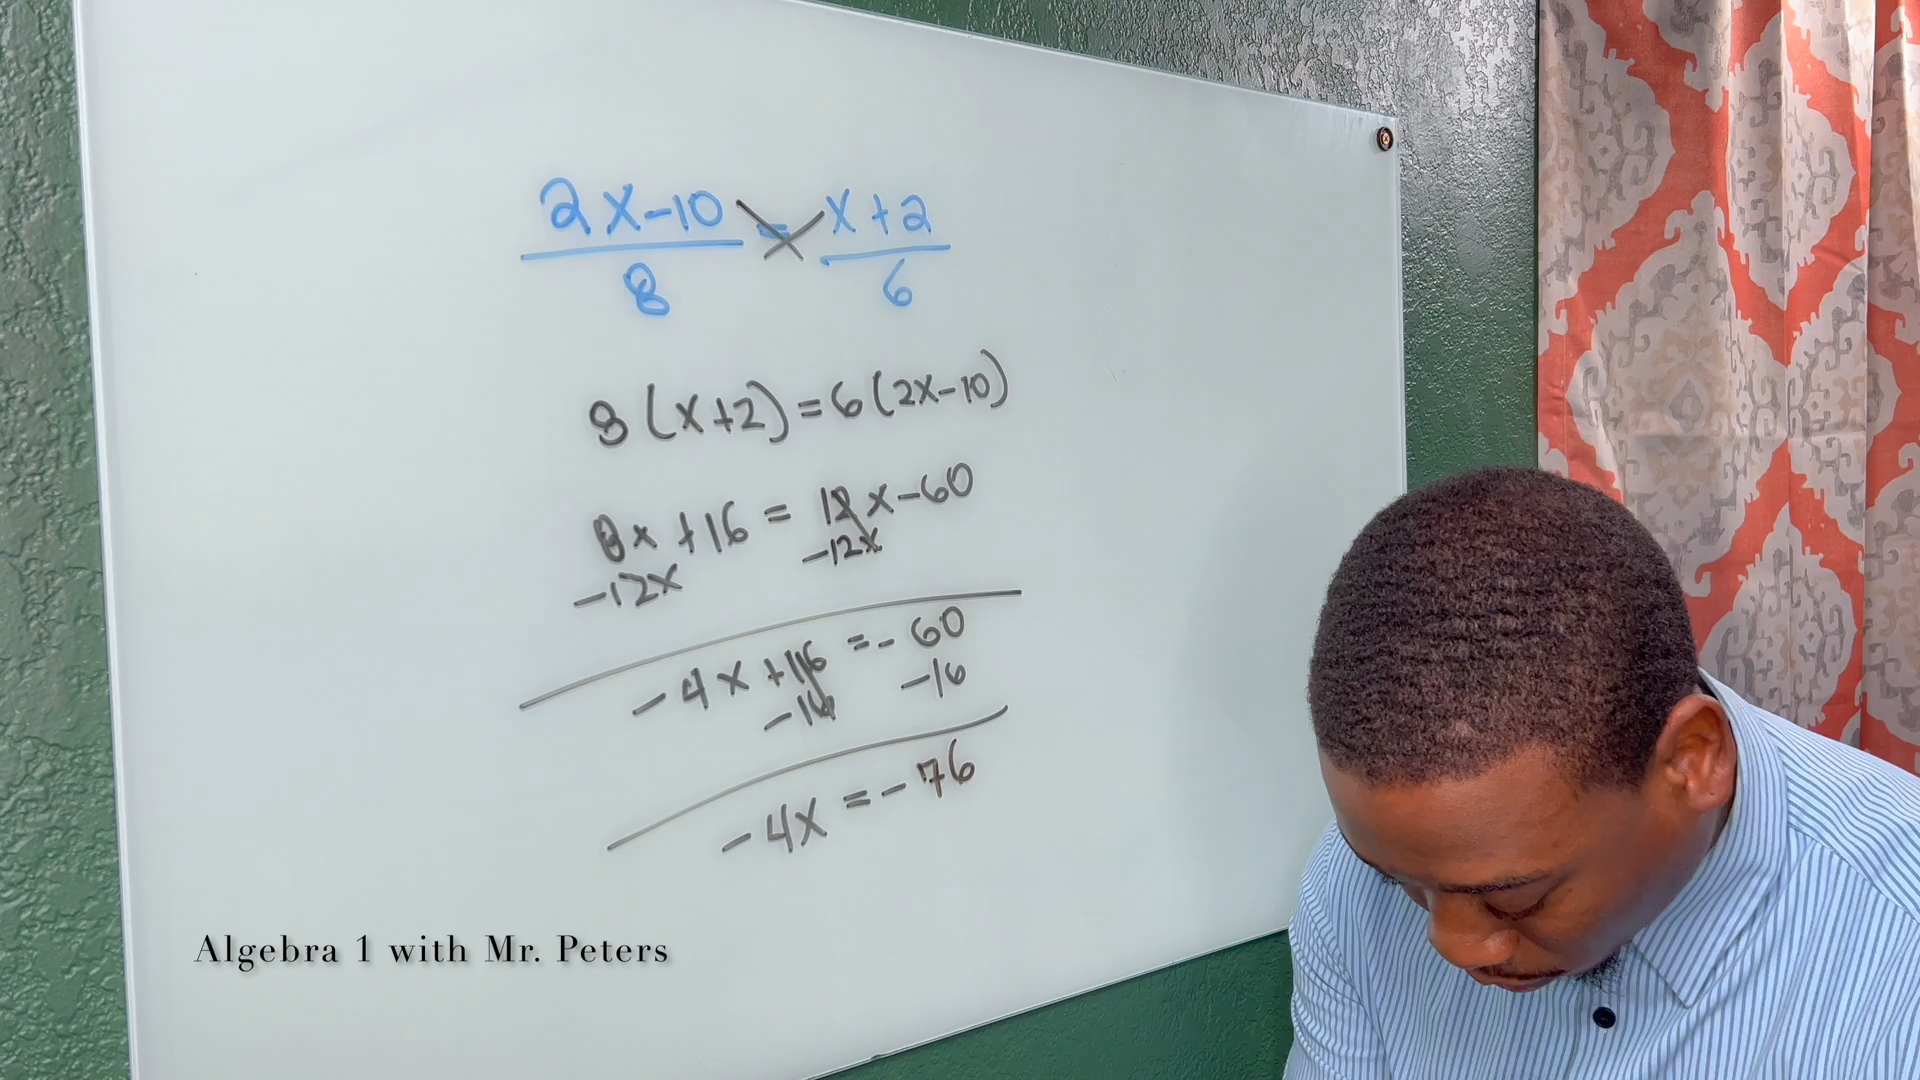 2x-10 = x+2
8 6
8(x+2)=6(2x-10)
8x+16 = 12x-60
-12x -12x
-4x+16 =-60
-16 -16
-4x =-76
Algebra 1 with Mr. Peters